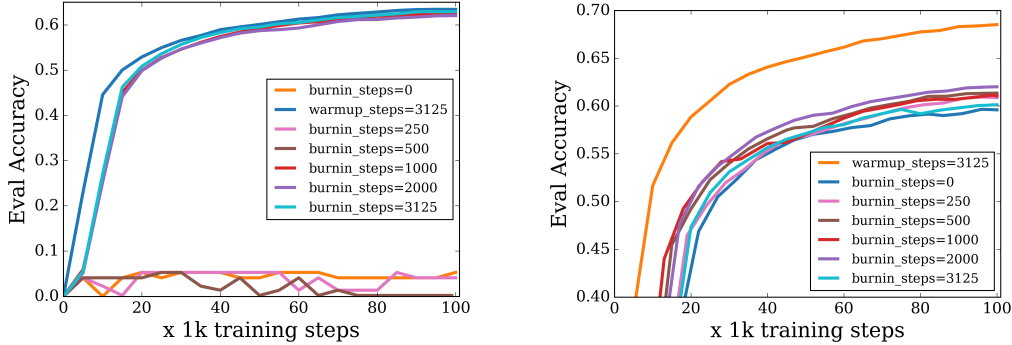 0.6
0.5
0.4
0.3
0.2
0.1
0.0
0
20
40
60
80
100
x 1k training steps
Eval Accuracy
burnin_steps=0
warmup_steps=3125
burnin_steps=250
burnin_steps=500
burnin_steps=1000
burnin_steps=2000
burnin_steps=3125
0.70
0.65
0.60
0.55
0.50
0.45
0.40
0
20
40
60
80
100
x 1k training steps
Eval Accuracy
warmup_steps=3125
burnin_steps=0
burnin_steps=250
burnin_steps=500
burnin_steps=1000
burnin_steps=2000
burnin_steps=3125